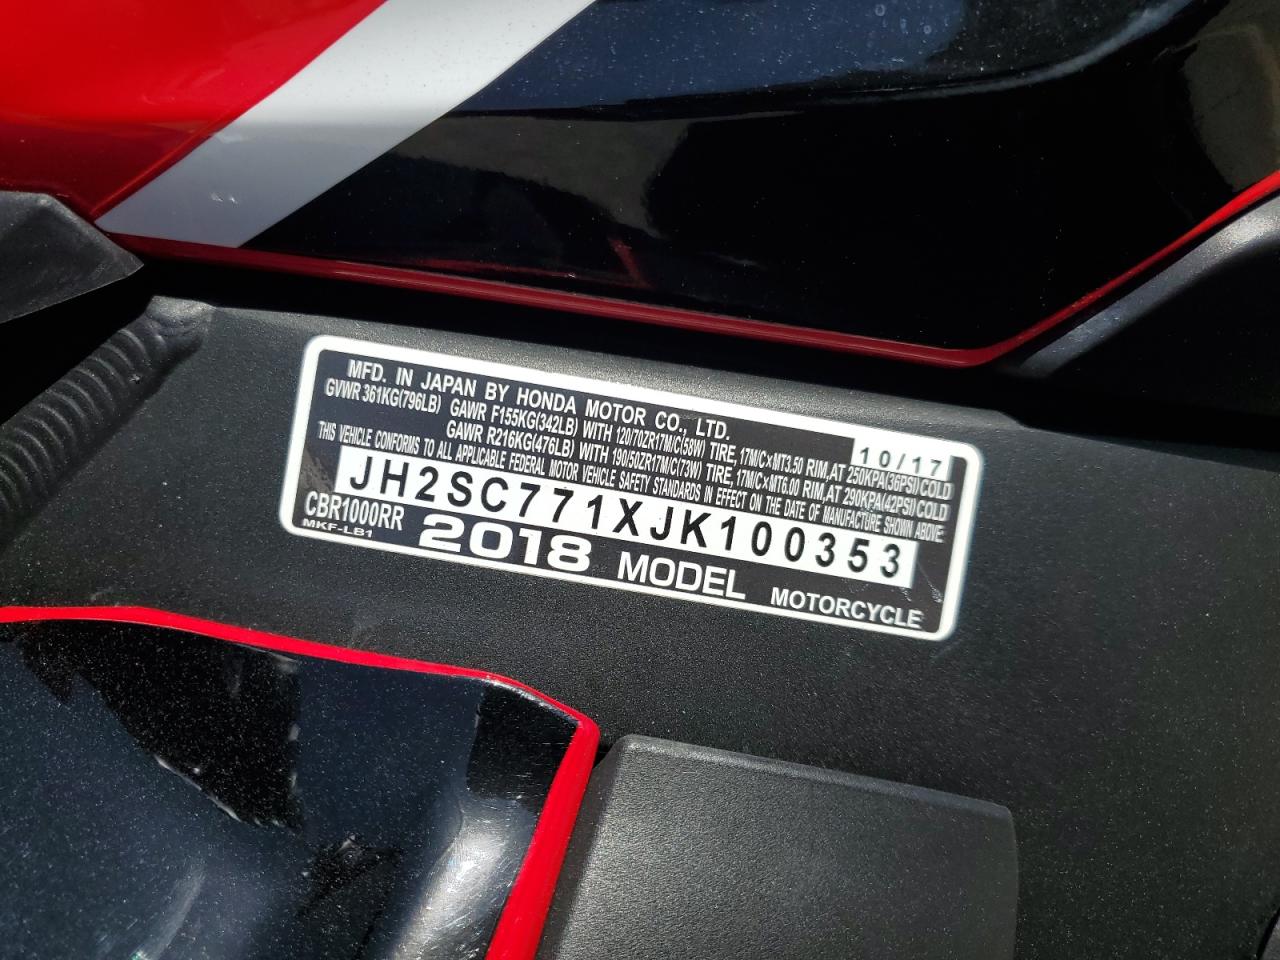 MFD. IN JAPAN BY HONDA MOTOR CO., LTD. 10/17
GVWR 361KG(796LB) GAWR F155KG(342LB) WITH 120/70ZR17M/C(58W) TIRE, 17M/C×MT3.50 RIM, AT 250KPA(36PSI)COLD
GAWR R216KG(476LB) WITH 190/50ZR17M/C(73W) TIRE, 17M/C×MT6.00 RIM, AT 290KPA(42PSI)COLD
THIS VEHICLE CONFORMS TO ALL APPLICABLE FEDERAL MOTOR VEHICLE SAFETY STANDARDS IN EFFECT ON THE DATE OF MANUFACTURE SHOWN ABOVE.
JH2SC771XJK100353
CBR1000RR 2018 MODEL MOTORCYCLE
MKF-LB1